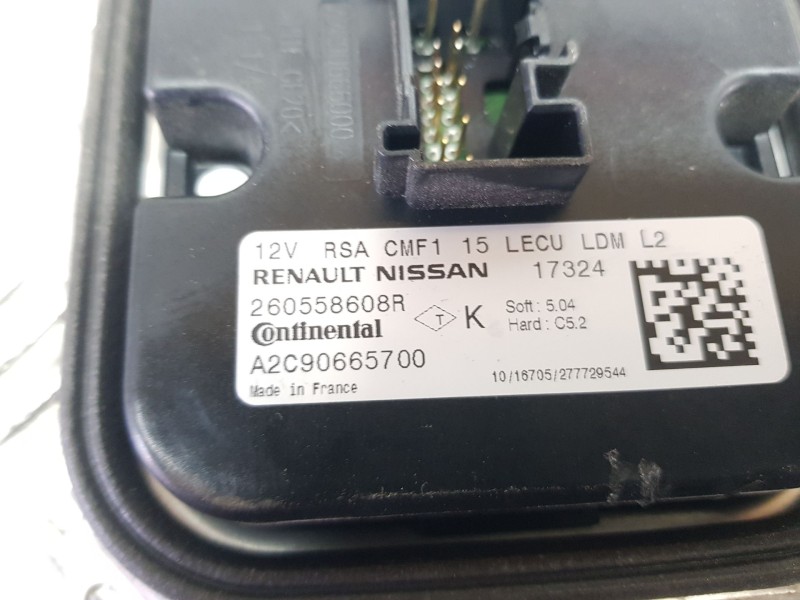 12V RSA CMF1 15 LECU LDM L2
RENAULT NISSAN 17324
260558608R
Continental
T K
Soft : 5.04
Hard : C5.2
A2C90665700
Made in France
10/16705/277729544